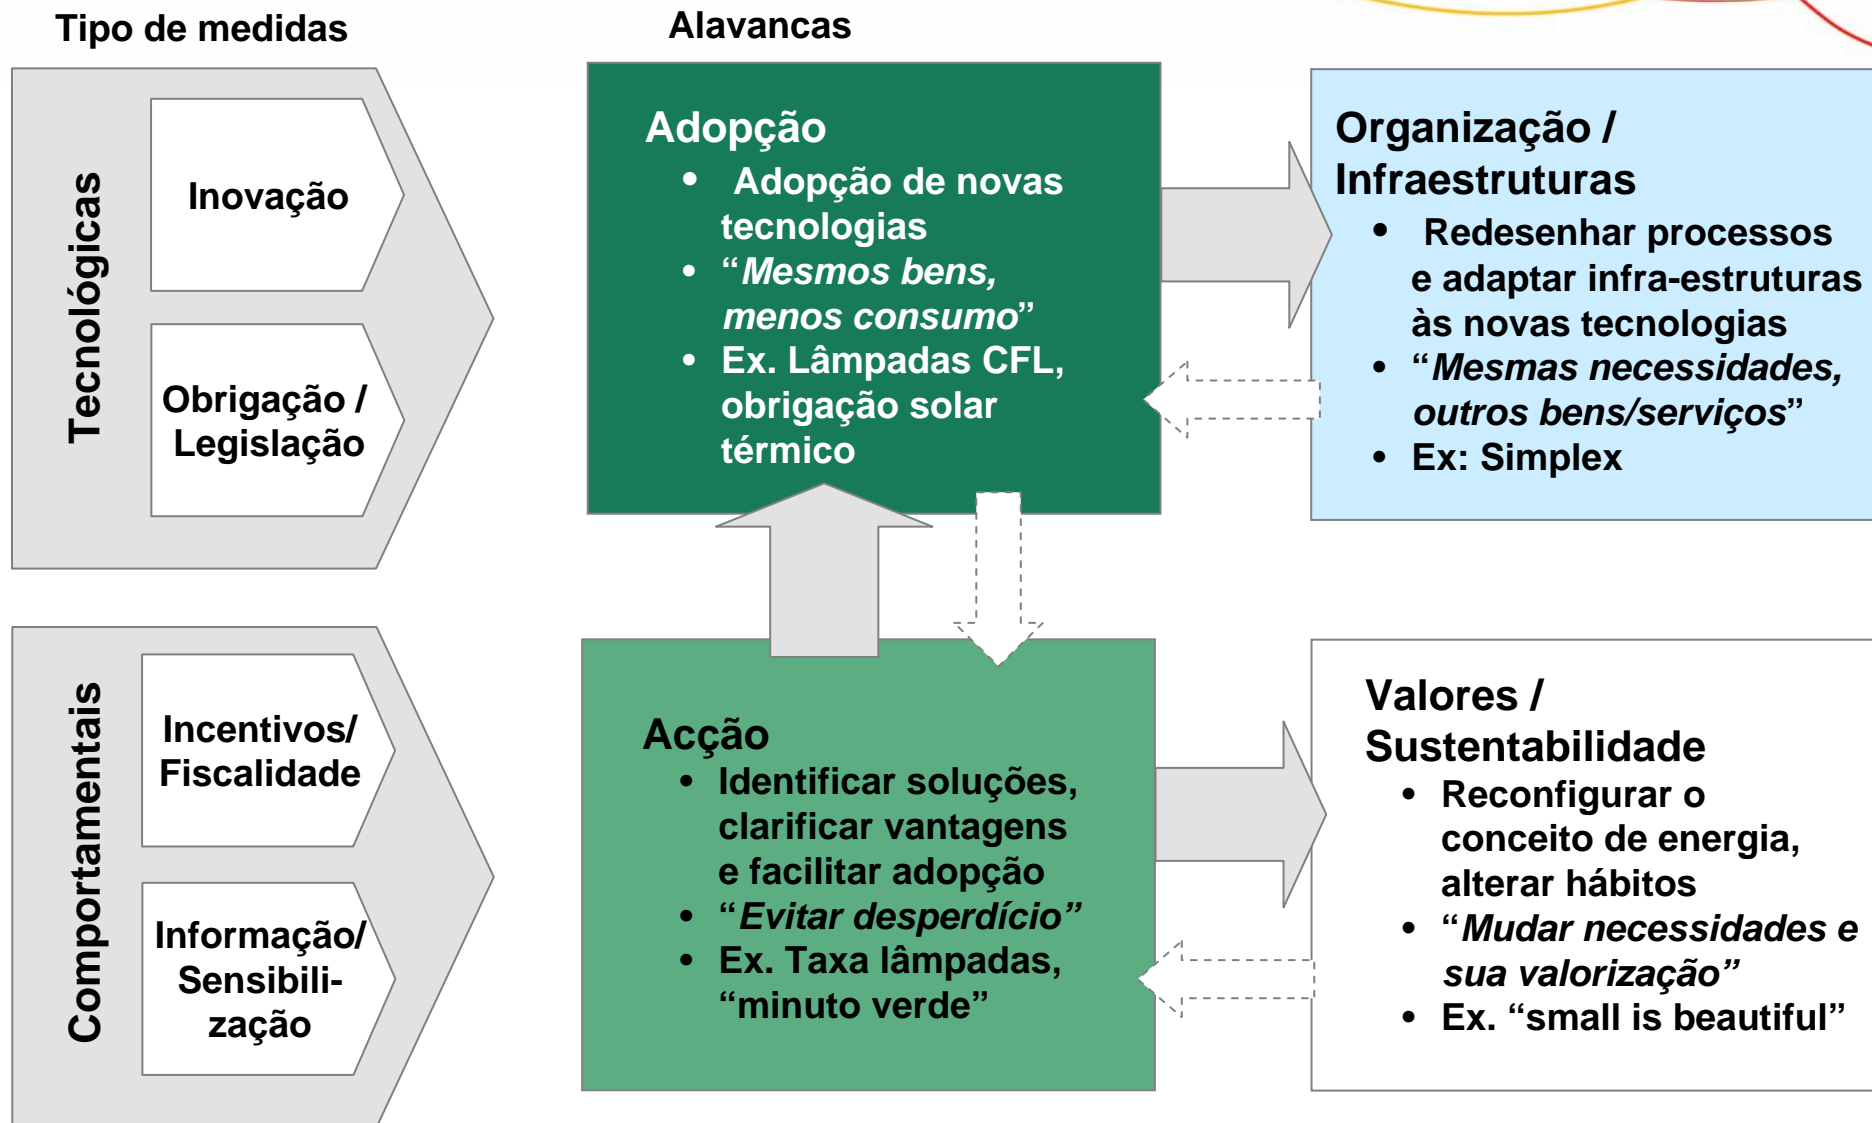 Tipo de medidas
Alavancas
Tecnológicas
Inovação
Obrigação /
Legislação
Adopção
• Adopção de novas
tecnologias
• “Mesmos bens,
menos consumo”
• Ex. Lâmpadas CFL,
obrigação solar
térmico
Organização /
Infraestruturas
• Redesenhar processos
e adaptar infra-estruturas
às novas tecnologias
• “Mesmas necessidades,
outros bens/serviços”
• Ex: Simplex
Comportamentais
Incentivos/
Fiscalidade
Informação/
Sensibili-
zação
Acção
• Identificar soluções,
clarificar vantagens
e facilitar adopção
• “Evitar desperdício”
• Ex. Taxa lâmpadas,
“minuto verde”
Valores /
Sustentabilidade
• Reconfigurar o
conceito de energia,
alterar hábitos
• “Mudar necessidades e
sua valorização”
• Ex. “small is beautiful”